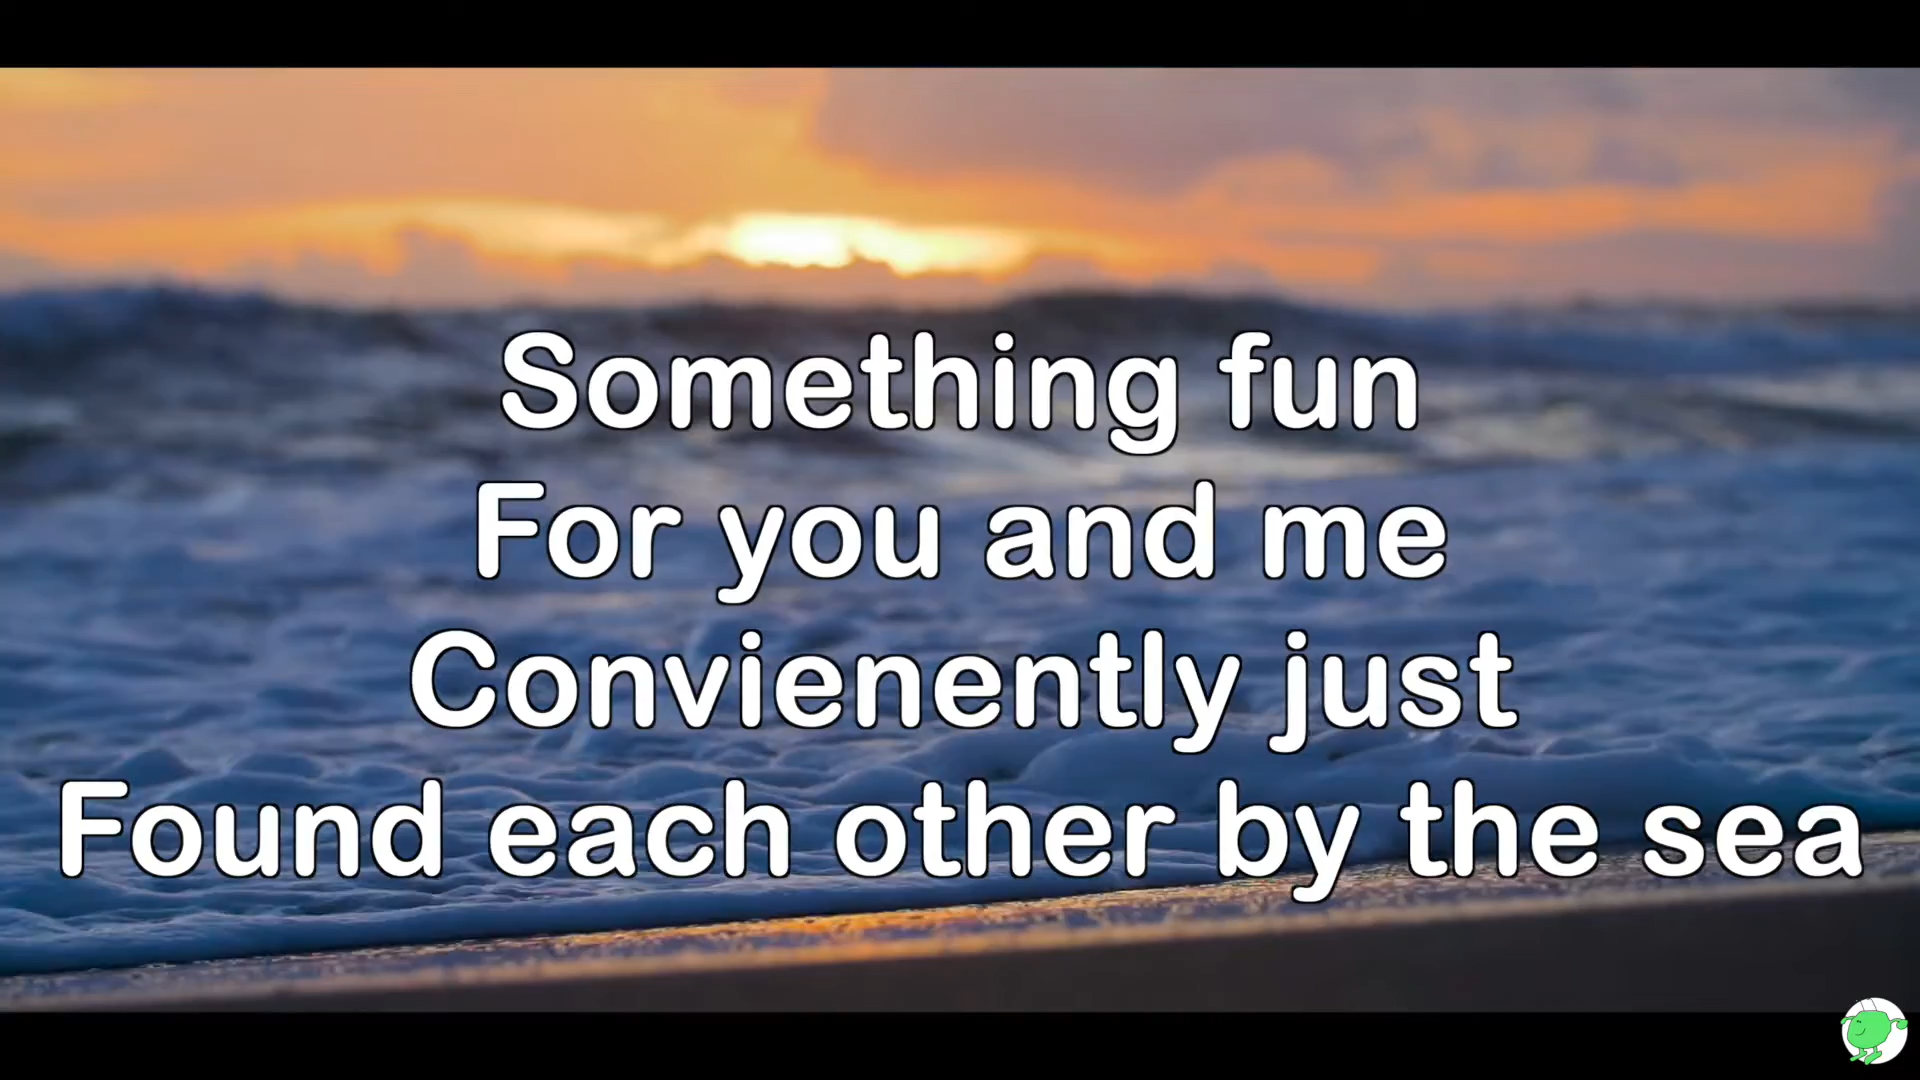 Something fun
For you and me
Convienently just
Found each other by the sea